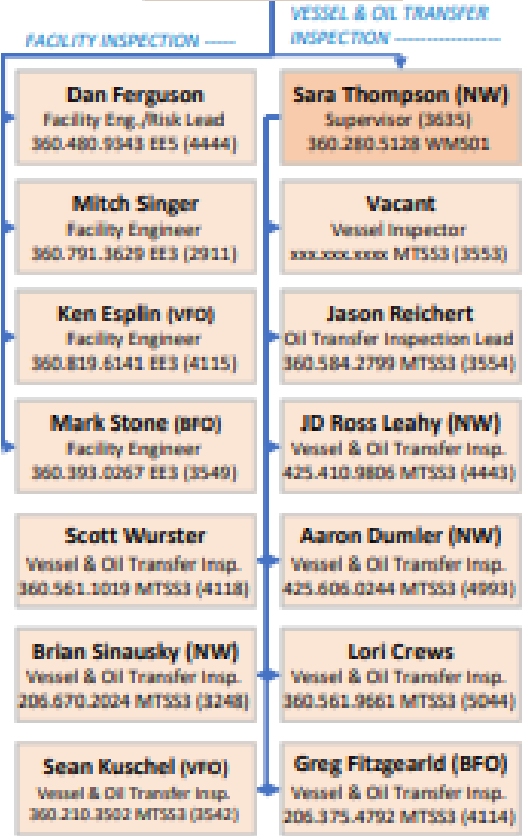 FACILITY INSPECTION -----
VESSEL & OIL TRANSFER
INSPECTION -----------------
Dan Ferguson
Facility Eng./Risk Lead
360.480.9343 EE5 (4444)
Mitch Singer
Facility Engineer
360.791.3629 EE3 (2911)
Ken Esplin (VFO)
Facility Engineer
360.819.6141 EE3 (4115)
Mark Stone (BFO)
Facility Engineer
360.393.0267 EE3 (3549)
Scott Wurster
Vessel & Oil Transfer Insp.
360.561.1019 MTSS3 (4118)
Brian Sinausky (NW)
Vessel & Oil Transfer Insp.
206.670.2024 MTSS3 (3248)
Sean Kuschel (VFO)
Vessel & Oil Transfer Insp.
360.210.3502 MTSS3 (3542)
Sara Thompson (NW)
Supervisor (3635)
360.280.5128 WMS01
Vacant
Vessel Inspector
xxx.xxx.xxxx MTSS3 (3553)
Jason Reichert
Oil Transfer Inspection Lead
360.584.2799 MTSS3 (3554)
JD Ross Leahy (NW)
Vessel & Oil Transfer Insp.
425.410.9806 MTSS3 (4443)
Aaron Dumler (NW)
Vessel & Oil Transfer Insp.
425.606.0244 MTSS3 (4993)
Lori Crews
Vessel & Oil Transfer Insp.
360.561.9661 MTSS3 (5044)
Greg Fitzgearld (BFO)
Vessel & Oil Transfer Insp.
206.375.4792 MTSS3 (4114)